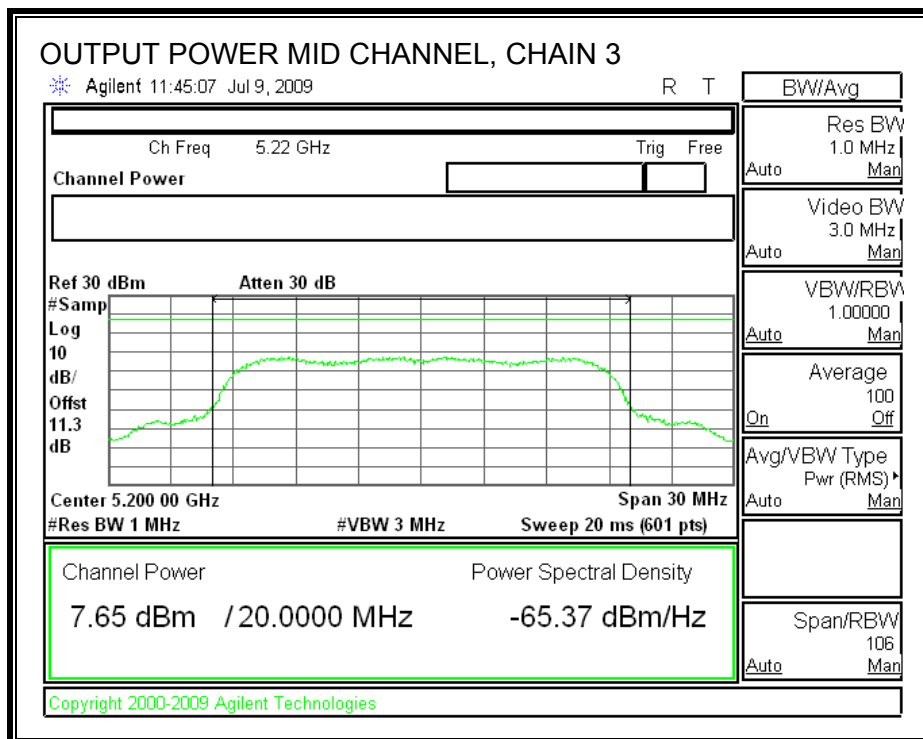 OUTPUT POWER MID CHANNEL, CHAIN 3
Agilent 11:45:07 Jul 9, 2009 R T
Ch Freq 5.22 GHz Trig Free
Channel Power
Ref 30 dBm Atten 30 dB
#Samp
Log
10
dB/
Offst
11.3
dB
Center 5.200 00 GHz Span 30 MHz
#Res BW 1 MHz #VBW 3 MHz Sweep 20 ms (601 pts)
Channel Power Power Spectral Density
7.65 dBm / 20.0000 MHz -65.37 dBm/Hz
Copyright 2000-2009 Agilent Technologies
BW/Avg
Res BW
1.0 MHz
Auto Man
Video BW
3.0 MHz
Auto Man
VBW/RBW
1.00000
Auto Man
Average
100
On Off
Avg/VBW Type
Pwr (RMS)
Auto Man
Span/RBW
106
Auto Man